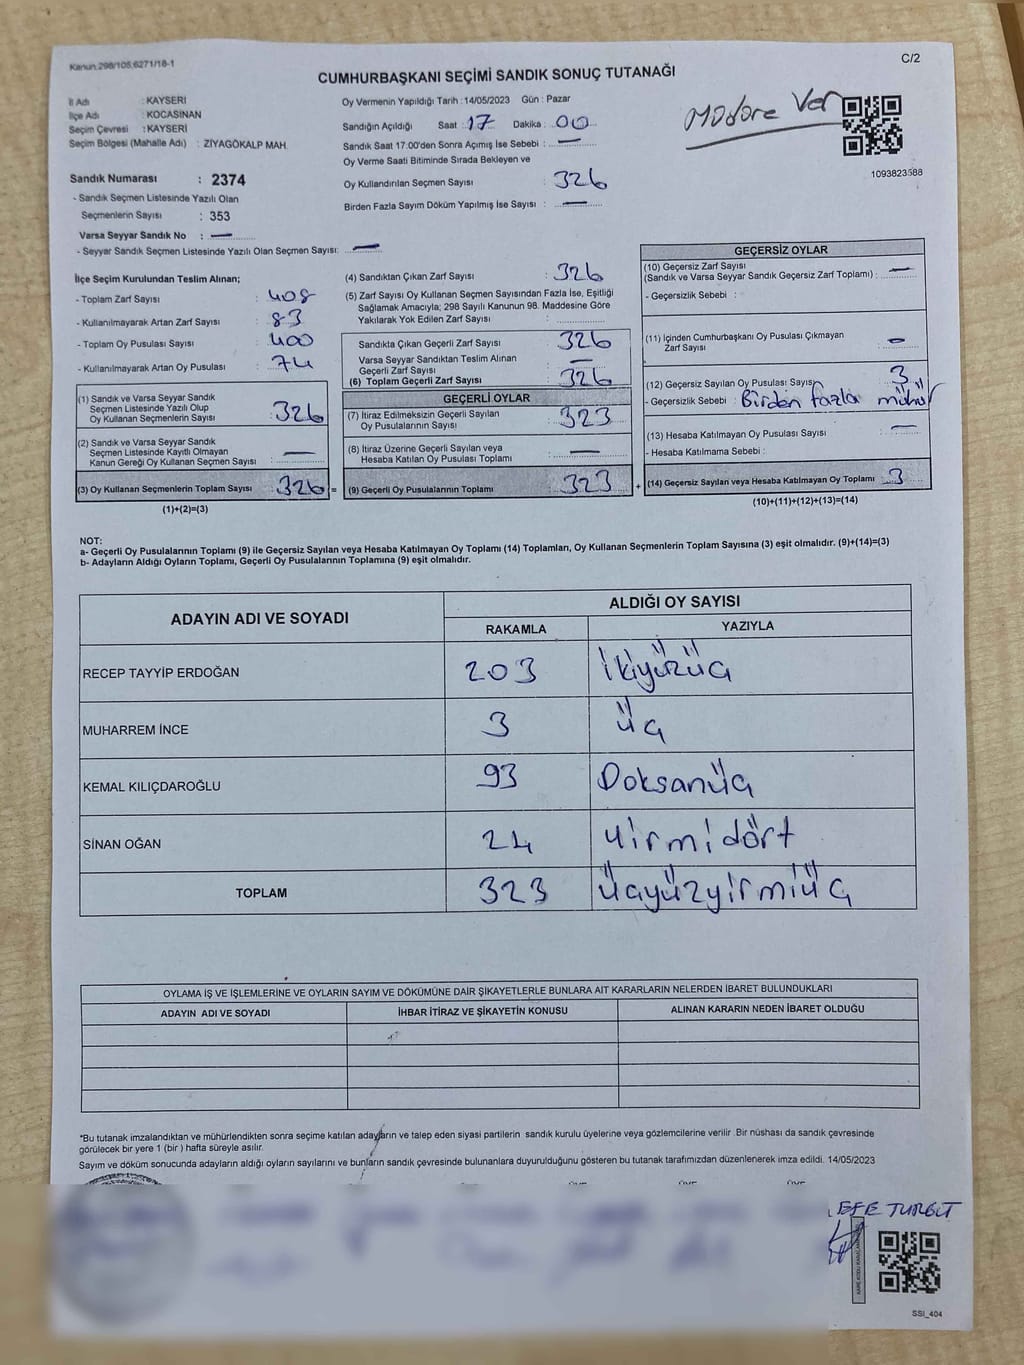 Kanun.298/105,6271/18-1
C/2
CUMHURBAŞKANI SEÇİMİ SANDIK SONUÇ TUTANAĞI
İl Adı : KAYSERİ
İlçe Adı : KOCASİNAN
Seçim Çevresi : KAYSERİ
Seçim Bölgesi (Mahalle Adı) : ZİYAGÖKALP MAH.
Sandık Numarası : 2374
- Sandık Seçmen Listesinde Yazılı Olan
Seçmenlerin Sayısı : 353
Varsa Seyyar Sandık No : —
- Seyyar Sandık Seçmen Listesinde Yazılı Olan Seçmen Sayısı: —
Oy Vermenin Yapıldığı Tarih :14/05/2023 Gün : Pazar
Sandığın Açıldığı Saat : 17 Dakika : 00
Sandık Saat 17.00'den Sonra Açımış İse Sebebi : —
Oy Verme Saati Bitiminde Sırada Bekleyen ve
Oy Kullandırılan Seçmen Sayısı : 326
Birden Fazla Sayım Döküm Yapılmış İse Sayısı : —
Ver
1093823588
İlçe Seçim Kurulundan Teslim Alınan;
- Toplam Zarf Sayısı : 408
- Kullanılmayarak Artan Zarf Sayısı : 83
- Toplam Oy Pusulası Sayısı : 400
- Kullanılmayarak Artan Oy Pusulası : 74
(1) Sandık ve Varsa Seyyar Sandık
Seçmen Listesinde Yazılı Olup
Oy Kullanan Seçmenlerin Sayısı : 326
(2) Sandık ve Varsa Seyyar Sandık
Seçmen Listesinde Kayıtlı Olmayan
Kanun Gereği Oy Kullanan Seçmen Sayısı : —
(3) Oy Kullanan Seçmenlerin Toplam Sayısı : 326 =
(1)+(2)=(3)
(4) Sandıktan Çıkan Zarf Sayısı : 326
(5) Zarf Sayısı Oy Kullanan Seçmen Sayısından Fazla İse, Eşitliği
Sağlamak Amacıyla; 298 Sayılı Kanunun 98. Maddesine Göre
Yakılarak Yok Edilen Zarf Sayısı :
Sandıkta Çıkan Geçerli Zarf Sayısı : 326
Varsa Seyyar Sandıktan Teslim Alınan
Geçerli Zarf Sayısı : —
(6) Toplam Geçerli Zarf Sayısı : 326
GEÇERLİ OYLAR
(7) İtiraz Edilmeksizin Geçerli Sayılan
Oy Pusulalarının Sayısı : 323
(8) İtiraz Üzerine Geçerli Sayılan veya
Hesaba Katılan Oy Pusulası Toplamı : —
(9) Geçerli Oy Pusulalarının Toplamı : 323 +
GEÇERSİZ OYLAR
(10) Geçersiz Zarf Sayısı
(Sandık ve Varsa Seyyar Sandık Geçersiz Zarf Toplamı) : —
- Geçersizlik Sebebi :
(11) İçinden Cumhurbaşkanı Oy Pusulası Çıkmayan
Zarf Sayısı : —
(12) Geçersiz Sayılan Oy Pusulası Sayısı : 3
- Geçersizlik Sebebi : Birden fazla mühür
(13) Hesaba Katılmayan Oy Pusulası Sayısı : —
- Hesaba Katılmama Sebebi :
(14) Geçersiz Sayılan veya Hesaba Katılmayan Oy Toplamı : 3
(10)+(11)+(12)+(13)=(14)
NOT:
a- Geçerli Oy Pusulalarının Toplamı (9) ile Geçersiz Sayılan veya Hesaba Katılmayan Oy Toplamı (14) Toplamları, Oy Kullanan Seçmenlerin Toplam Sayısına (3) eşit olmalıdır. (9)+(14)=(3)
b- Adayların Aldığı Oyların Toplamı, Geçerli Oy Pusulalarının Toplamına (9) eşit olmalıdır.
ADAYIN ADI VE SOYADI ALDIĞI OY SAYISI
RAKAMLA YAZIYLA
RECEP TAYYİP ERDOĞAN 203 İkiyüzüç
MUHARREM İNCE 3 üç
KEMAL KILIÇDAROĞLU 93 Doksanüç
SİNAN OĞAN 24 yirmidört
TOPLAM 323 üçyüzyirmiüç
OYLAMA İŞ VE İŞLEMLERİNE VE OYLARIN SAYIM VE DÖKÜMÜNE DAİR ŞİKAYETLERLE BUNLARA AİT KARARLARIN NELERDEN İBARET BULUNDUKLARI
ADAYIN ADI VE SOYADI İHBAR İTİRAZ VE ŞİKAYETİN KONUSU ALINAN KARARIN NEDEN İBARET OLDUĞU
*Bu tutanak imzalandıktan ve mühürlendikten sonra seçime katılan adayların ve talep eden siyasi partilerin sandık kurulu üyelerine veya gözlemcilerine verilir .Bir nüshası da sandık çevresinde
görülecek bir yere 1 (bir ) hafta süreyle asılır.
Sayım ve döküm sonucunda adayların aldığı oyların sayılarını ve bunların sandık çevresinde bulunanlara duyurulduğunu gösteren bu tutanak tarafımızdan düzenlenerek imza edildi. 14/05/2023
EFE TURGUT
SSI_404